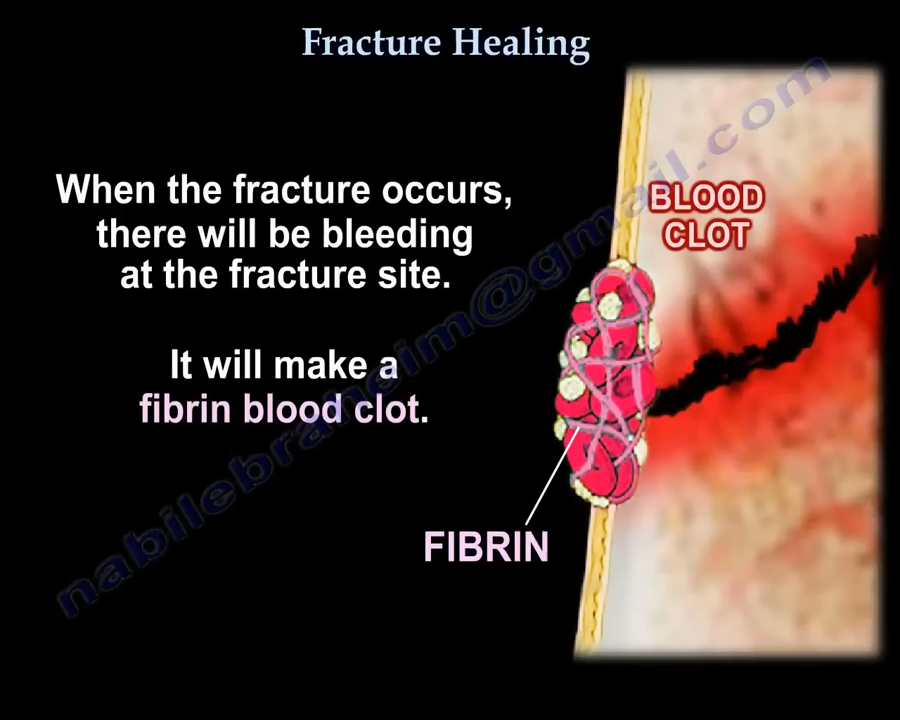 Fracture Healing
When the fracture occurs,
there will be bleeding
at the fracture site.
It will make a
fibrin blood clot.
BLOOD
CLOT
FIBRIN
nabilebraheim@gmail.com